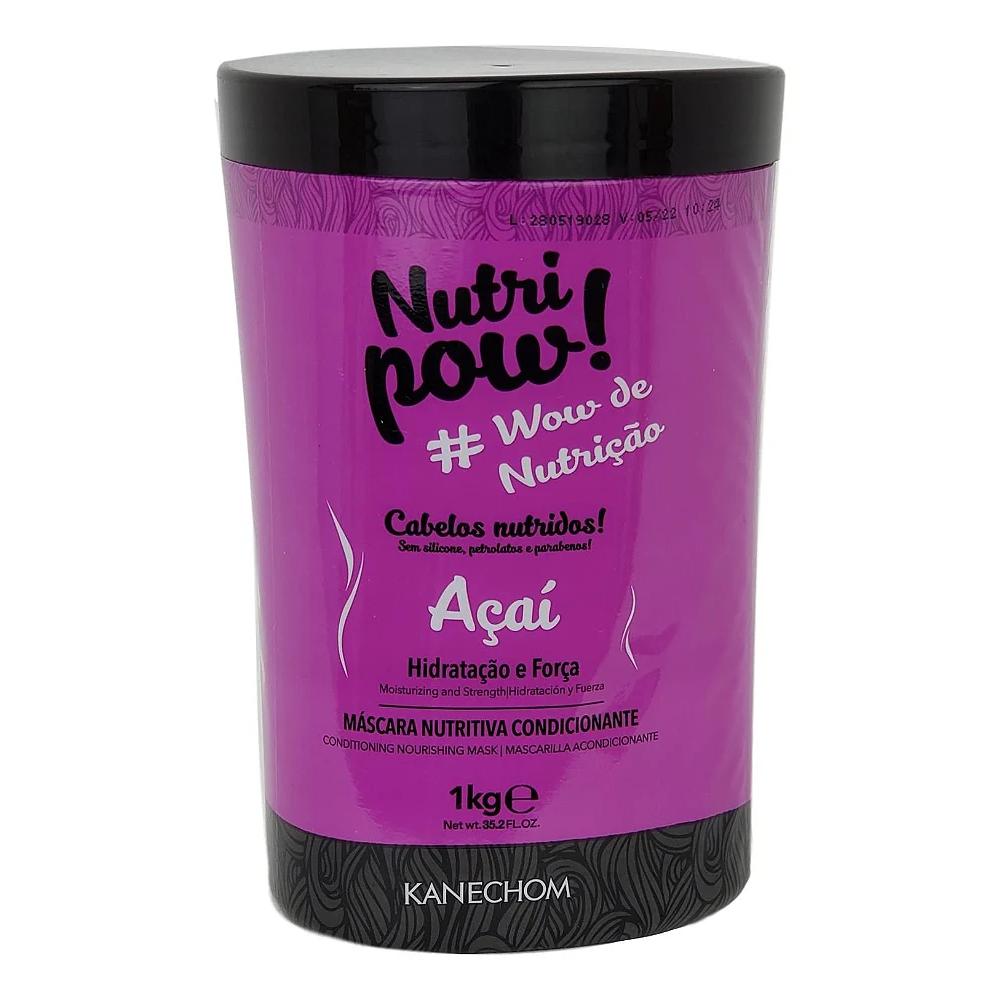 L: 280519028 V: 05/22 10:24
Nutri
pow!
# Wow de
Nutrição
Cabelos nutridos!
Sem silicone, petrolatos e parabenos!
Açaí
Hidratação e Força
Moisturizing and Strength|Hidratación y Fuerza
MÁSCARA NUTRITIVA CONDICIONANTE
CONDITIONING NOURISHING MASK | MASCARILLA ACONDICIONANTE
1kg℮
Net wt. 35.2 FL.OZ.
KANECHOM